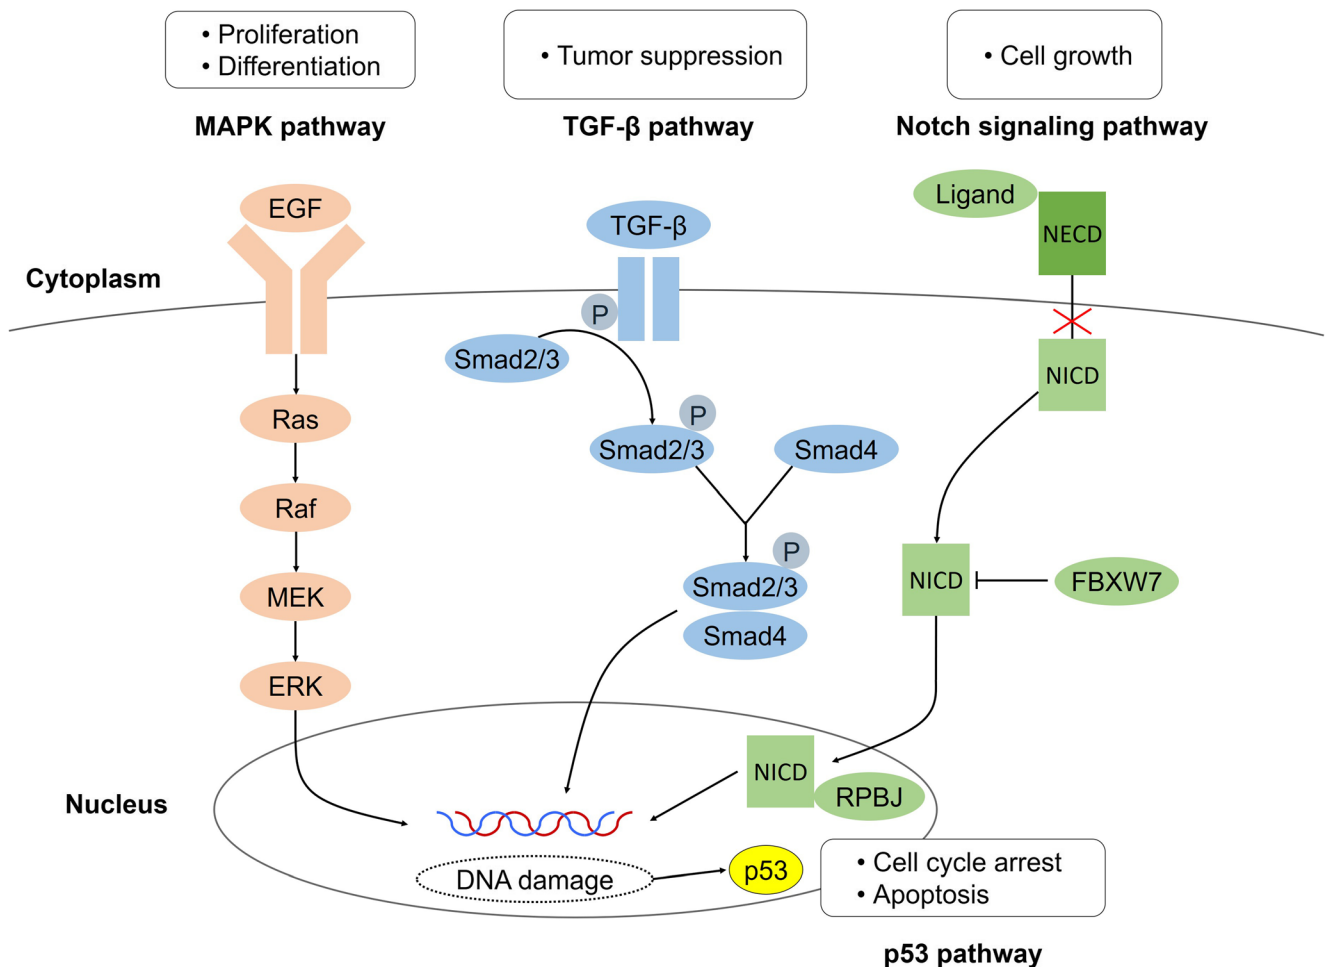 • Proliferation
• Differentiation
MAPK pathway
• Tumor suppression
TGF-β pathway
• Cell growth
Notch signaling pathway
EGF
TGF-β
Ligand
NECD
Cytoplasm
P
Smad2/3
NICD
Ras
P
Smad2/3
Smad4
Raf
P
Smad2/3
Smad4
NICD
FBXW7
MEK
ERK
Nucleus
NICD
RPBJ
DNA damage
p53
• Cell cycle arrest
• Apoptosis
p53 pathway